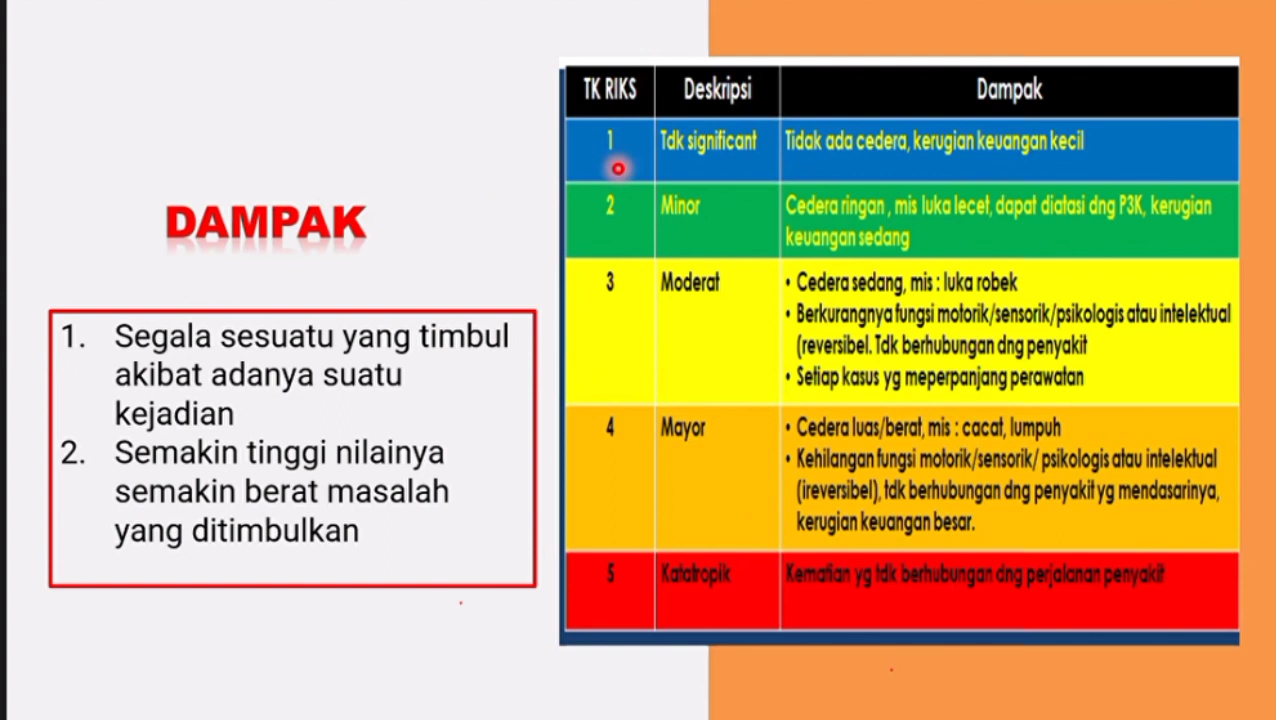 DAMPAK
1. Segala sesuatu yang timbul
akibat adanya suatu
kejadian
2. Semakin tinggi nilainya
semakin berat masalah
yang ditimbulkan
TK RIKS Deskripsi Dampak
1 Tdk significant Tidak ada cedera, kerugian keuangan kecil
2 Minor Cedera ringan , mis luka lecet, dapat diatasi dng P3K, kerugian
keuangan sedang
3 Moderat • Cedera sedang, mis : luka robek
• Berkurangnya fungsi motorik/sensorik/psikologis atau intelektual
(reversibel. Tdk berhubungan dng penyakit
• Setiap kasus yg meperpanjang perawatan
4 Mayor • Cedera luas/berat, mis : cacat, lumpuh
• Kehilangan fungsi motorik/sensorik/ psikologis atau intelektual
(ireversibel), tdk berhubungan dng penyakit yg mendasarinya,
kerugian keuangan besar.
5 Katatropik Kematian yg tdk berhubungan dng perjalanan penyakit